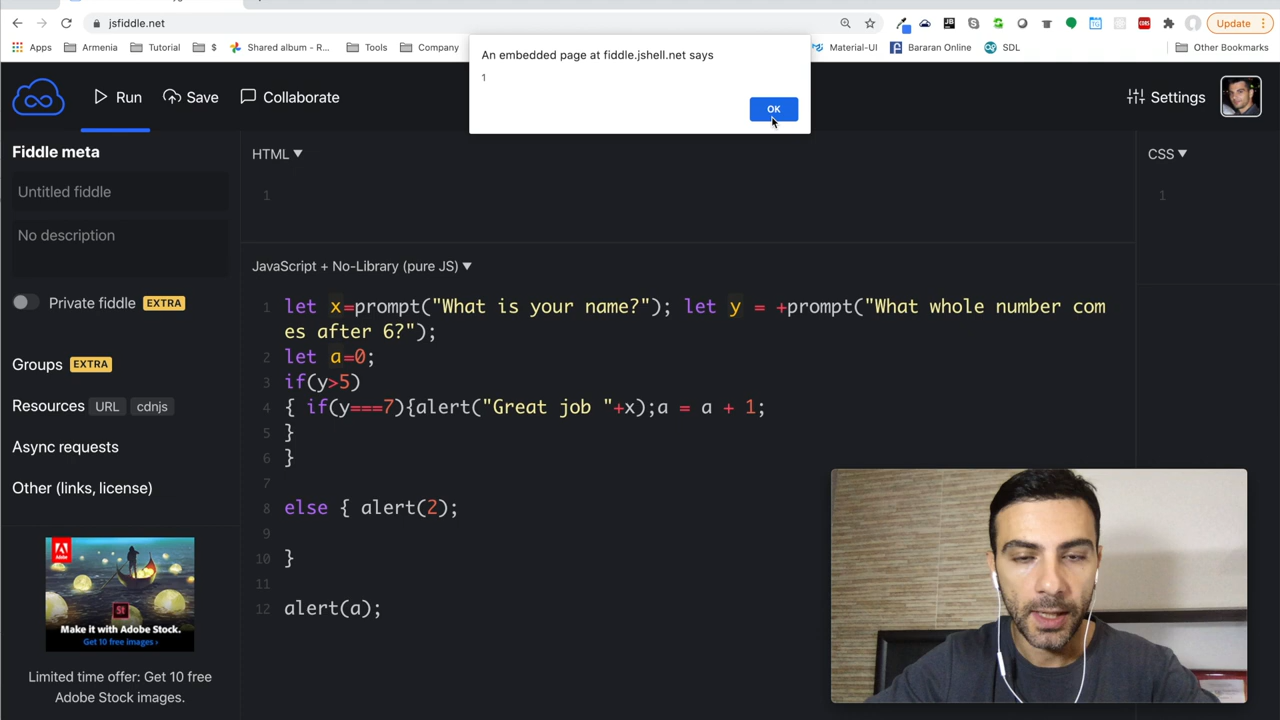 jsfiddle.net
Update
Apps
Armenia
Tutorial
$
Shared album - R...
Tools
Company
Material-UI
Bararan Online
SDL
Other Bookmarks
An embedded page at fiddle.jshell.net says
1
OK
Run
Save
Collaborate
Settings
Fiddle meta
Untitled fiddle
No description
Private fiddle EXTRA
Groups EXTRA
Resources URL cdnjs
Async requests
Other (links, license)
Make it with Adobe Stock.
Get 10 free images ›
Limited time offer: Get 10 free
Adobe Stock images.
HTML
1
CSS
1
JavaScript + No-Library (pure JS)
1 let x=prompt("What is your name?"); let y = +prompt("What whole number com
es after 6?");
2 let a=0;
3 if(y>5)
4 { if(y===7){alert("Great job "+x);a = a + 1;
5 }
6 }
7
8 else { alert(2);
9
10 }
11
12 alert(a);